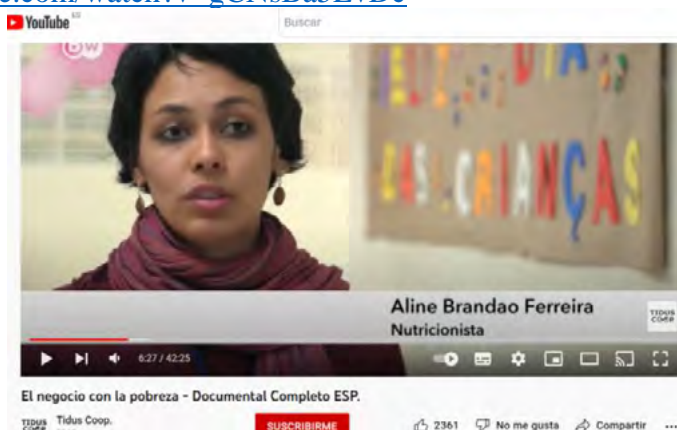 YouTube
Buscar
DW
DIA
DAS CRIANÇAS
Aline Brandao Ferreira
TIDUS
COOP
Nutricionista
6:27 / 42:25
El negocio con la pobreza - Documental Completo ESP.
TIDUS
Tidus Coop.
SUSCRIBIRME
2361
No me gusta
Compartir